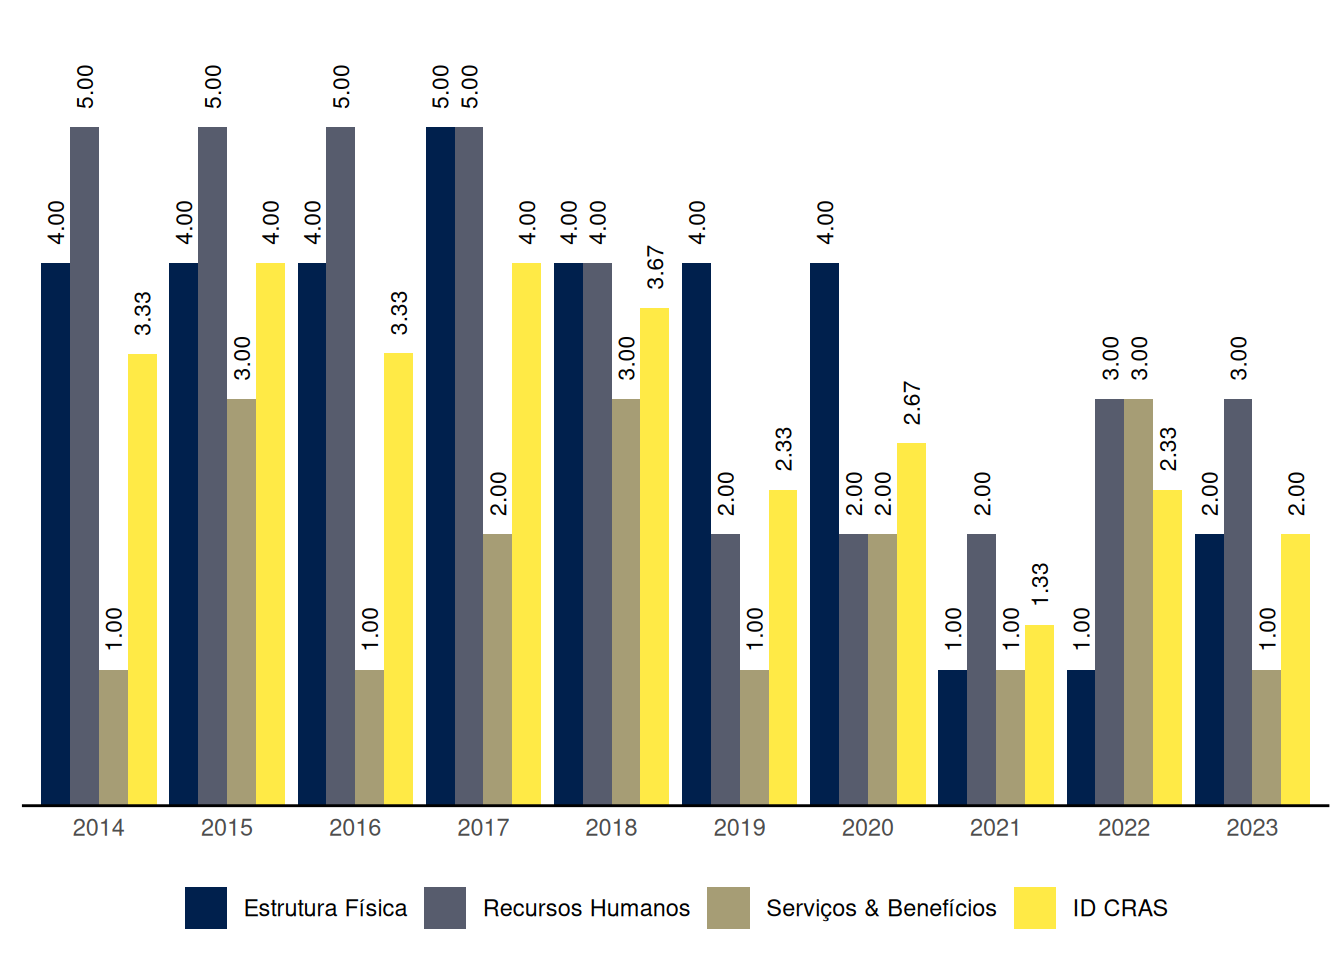 5.00 5.00 5.00 5.00 5.00
4.00 4.00 4.00 4.00 4.00 4.00 4.00 4.00 4.00
3.67
3.33 3.33
3.00 3.00 3.00 3.00 3.00
2.67
2.33 2.33
2.00 2.00 2.00 2.00 2.00 2.00 2.00
1.33
1.00 1.00 1.00 1.00 1.00 1.00 1.00
2014 2015 2016 2017 2018 2019 2020 2021 2022 2023
Estrutura Física Recursos Humanos Serviços & Benefícios ID CRAS